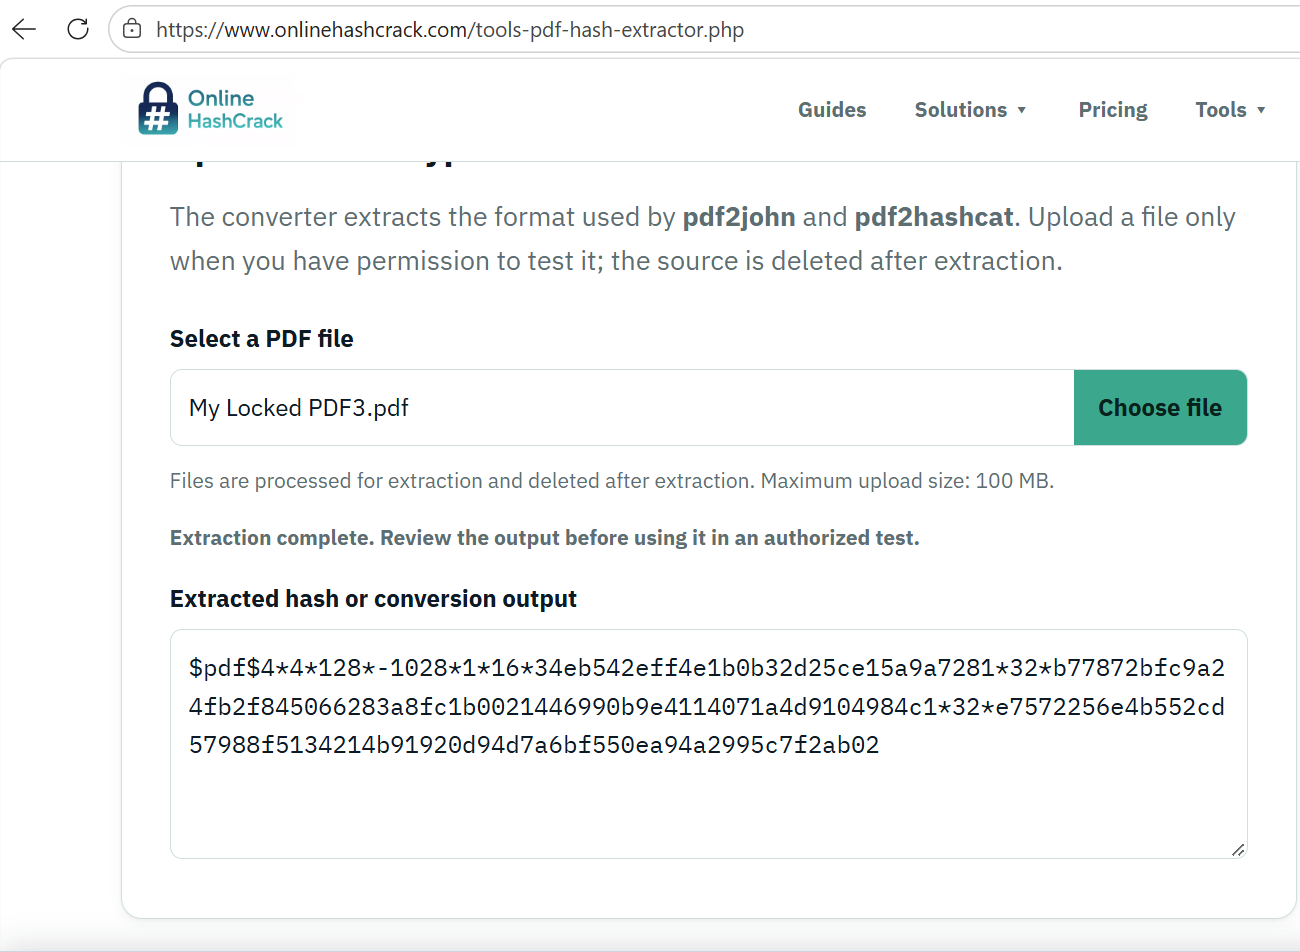 https://www.onlinehashcrack.com/tools-pdf-hash-extractor.php
Online
HashCrack
Guides
Solutions
Pricing
Tools
The converter extracts the format used by pdf2john and pdf2hashcat. Upload a file only
when you have permission to test it; the source is deleted after extraction.
Select a PDF file
My Locked PDF3.pdf
Choose file
Files are processed for extraction and deleted after extraction. Maximum upload size: 100 MB.
Extraction complete. Review the output before using it in an authorized test.
Extracted hash or conversion output
$pdf$4*4*128*-1028*1*16*34eb542eff4e1b0b32d25ce15a9a7281*32*b77872bfc9a2
4fb2f845066283a8fc1b0021446990b9e4114071a4d9104984c1*32*e7572256e4b552cd
57988f5134214b91920d94d7a6bf550ea94a2995c7f2ab02